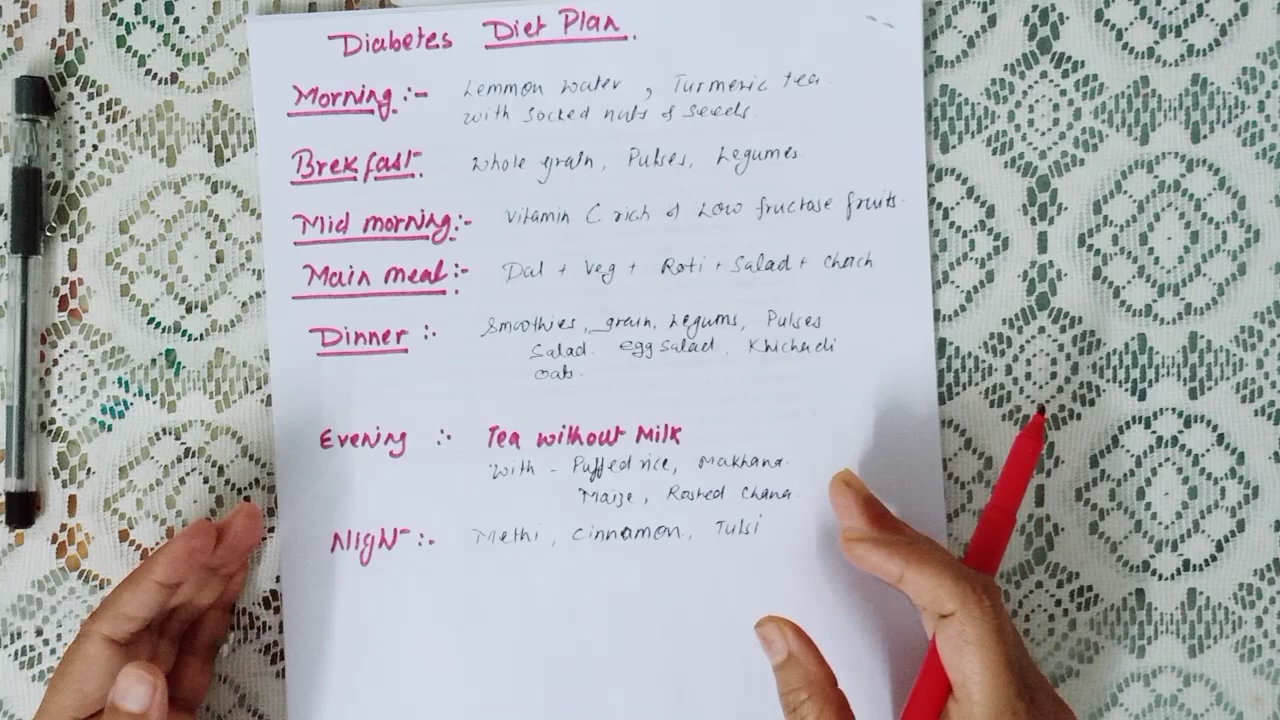 Diabetes Diet Plan.
Morning :- Lemmon water , Turmeric tea.
with Socked nuts & Seeds.
Brekfast- Whole grain, Pulses, Legumes.
Mid morning:- Vitamin C rich & Low fructose fruits.
Main meal:- Dal + Veg + Roti + Salad + Chach
Dinner :- Smoothies, grain, Legums, Pulses
Salad. egg salad, Khichadi
Oats.
Evening :- Tea without Milk
With - Puffed rice, Makhana.
Maize, Rosted Chana.
Night :- Methi, Cinnamon, Tulsi